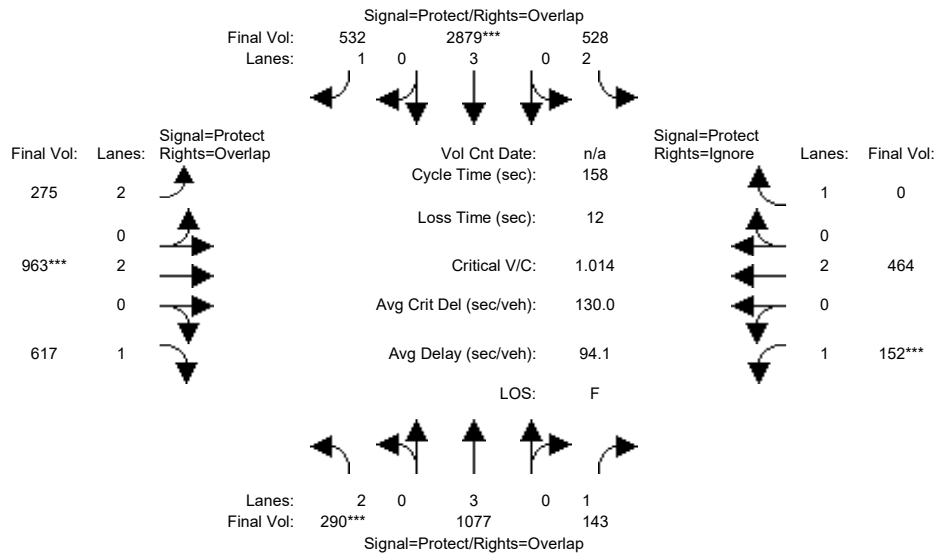 Signal=Protect/Rights=Overlap
Final Vol: 532 2879*** 528
Lanes: 1 0 3 0 2
Signal=Protect Signal=Protect
Final Vol: Lanes: Rights=Overlap Vol Cnt Date: n/a Rights=Ignore Lanes: Final Vol:
Cycle Time (sec): 158
275 2 1 0
Loss Time (sec): 12
0 0
963*** 2 Critical V/C: 1.014 2 464
0 Avg Crit Del (sec/veh): 130.0 0
617 1 Avg Delay (sec/veh): 94.1 1 152***
LOS: F
Lanes: 2 0 3 0 1
Final Vol: 290*** 1077 143
Signal=Protect/Rights=Overlap